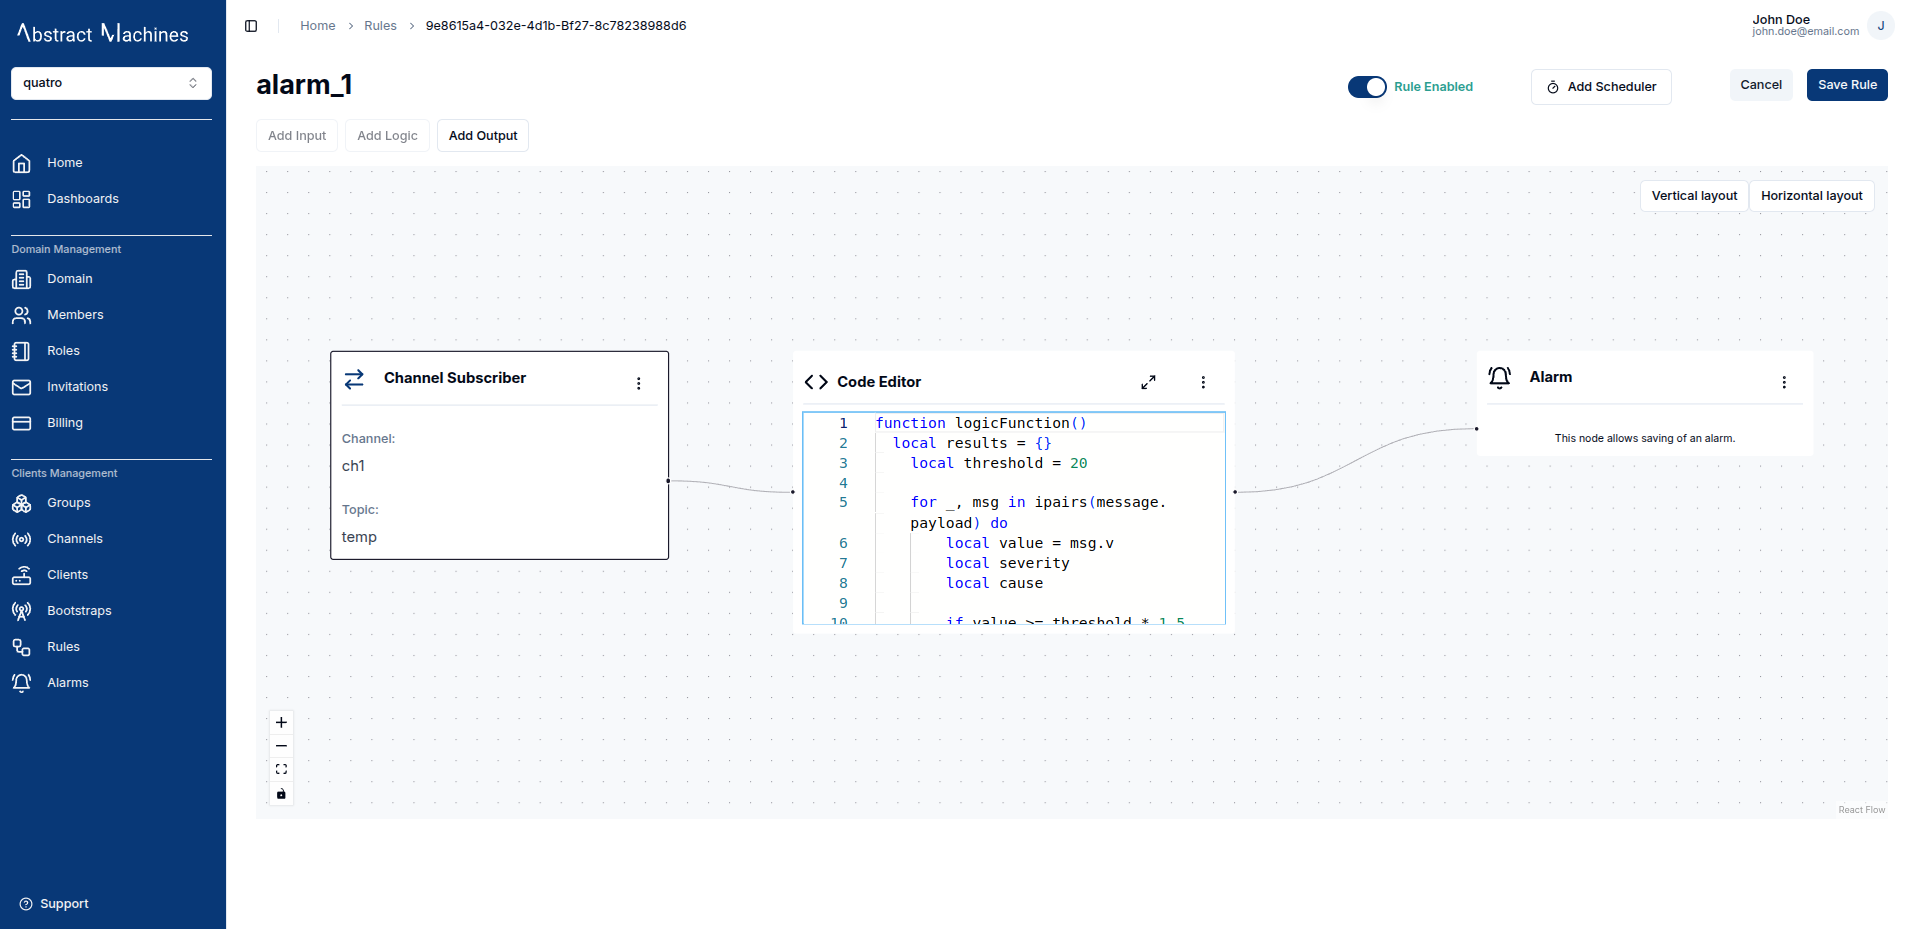 Abstract Machines
quatro
Home
Dashboards
Domain Management
Domain
Members
Roles
Invitations
Billing
Clients Management
Groups
Channels
Clients
Bootstraps
Rules
Alarms
Support
Home > Rules > 9e8615a4-032e-4d1b-Bf27-8c78238988d6
John Doe
john.doe@email.com
J
alarm_1
Rule Enabled
Add Scheduler
Cancel
Save Rule
Add Input
Add Logic
Add Output
Vertical layout
Horizontal layout
Channel Subscriber
Channel:
ch1
Topic:
temp
Code Editor
1 function logicFunction()
2 local results = {}
3 local threshold = 20
4
5 for _, msg in ipairs(message.
payload) do
6 local value = msg.v
7 local severity
8 local cause
9
10 if value >= threshold * 1.5
Alarm
This node allows saving of an alarm.
React Flow